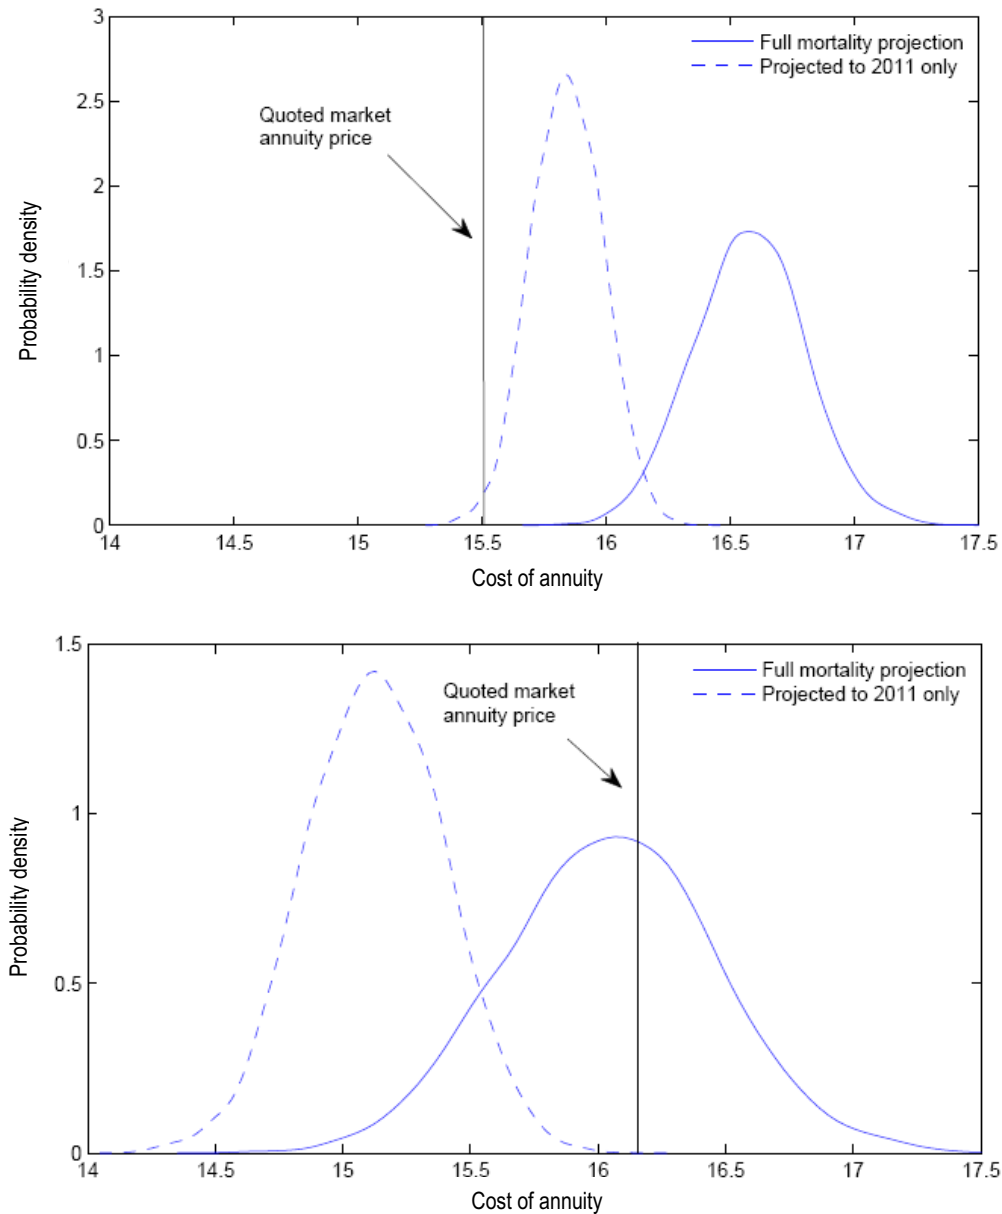 3
Full mortality projection
Projected to 2011 only
2.5
Quoted market
annuity price
2
Probability density
1.5
1
0.5
0
14 14.5 15 15.5 16 16.5 17 17.5
Cost of annuity
1.5
Full mortality projection
Projected to 2011 only
Quoted market
annuity price
1
Probability density
0.5
0
14 14.5 15 15.5 16 16.5 17 17.5
Cost of annuity